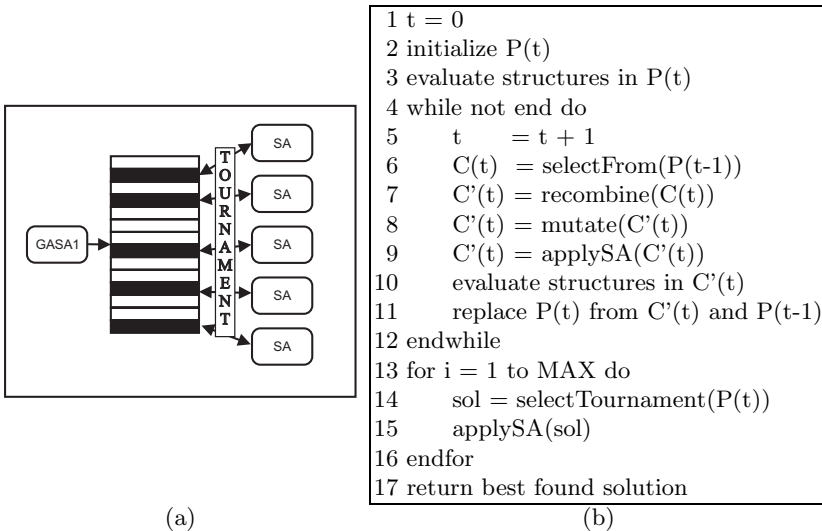 GASA1
TOURNAMENT
SA
SA
SA
SA
SA
(a)
1 t = 0
2 initialize P(t)
3 evaluate structures in P(t)
4 while not end do
5 t = t + 1
6 C(t) = selectFrom(P(t-1))
7 C'(t) = recombine(C(t))
8 C'(t) = mutate(C'(t))
9 C'(t) = applySA(C'(t))
10 evaluate structures in C'(t)
11 replace P(t) from C'(t) and P(t-1)
12 endwhile
13 for i = 1 to MAX do
14 sol = selectTournament(P(t))
15 applySA(sol)
16 endfor
17 return best found solution
(b)